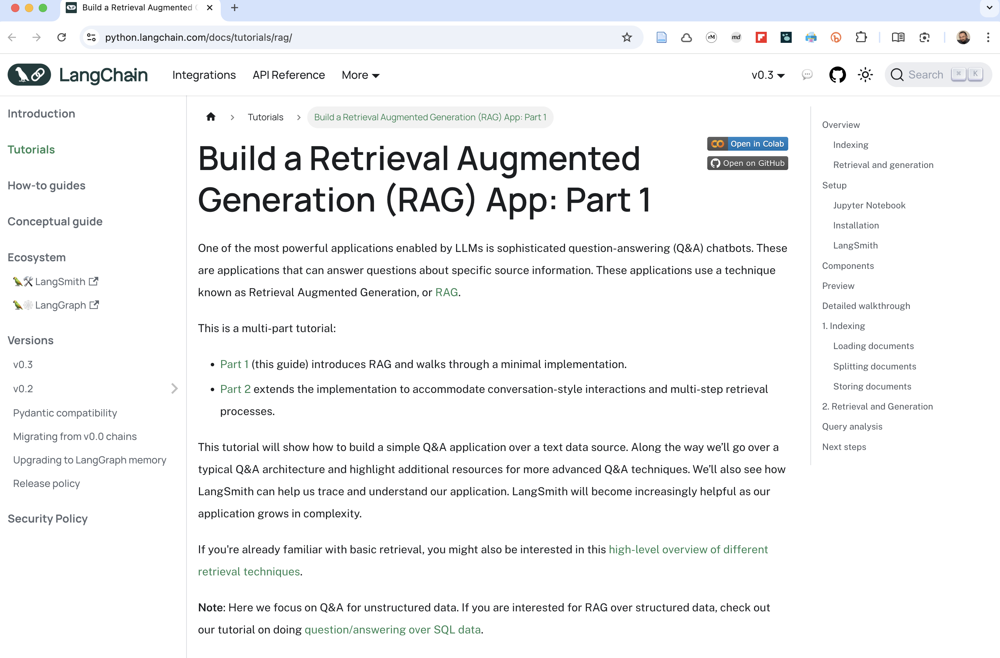 Build a Retrieval Augmented
python.langchain.com/docs/tutorials/rag/
rM
md
LangChain
Integrations
API Reference
More
v0.3
Search
⌘
K
Introduction
Tutorials
How-to guides
Conceptual guide
Ecosystem
LangSmith
LangGraph
Versions
v0.3
v0.2
Pydantic compatibility
Migrating from v0.0 chains
Upgrading to LangGraph memory
Release policy
Security Policy
Tutorials
Build a Retrieval Augmented Generation (RAG) App: Part 1
Open in Colab
Open on GitHub
Build a Retrieval Augmented
Generation (RAG) App: Part 1
One of the most powerful applications enabled by LLMs is sophisticated question-answering (Q&A) chatbots. These
are applications that can answer questions about specific source information. These applications use a technique
known as Retrieval Augmented Generation, or RAG.
This is a multi-part tutorial:
• Part 1 (this guide) introduces RAG and walks through a minimal implementation.
• Part 2 extends the implementation to accommodate conversation-style interactions and multi-step retrieval
processes.
This tutorial will show how to build a simple Q&A application over a text data source. Along the way we’ll go over a
typical Q&A architecture and highlight additional resources for more advanced Q&A techniques. We’ll also see how
LangSmith can help us trace and understand our application. LangSmith will become increasingly helpful as our
application grows in complexity.
If you're already familiar with basic retrieval, you might also be interested in this high-level overview of different
retrieval techniques.
Note: Here we focus on Q&A for unstructured data. If you are interested for RAG over structured data, check out
our tutorial on doing question/answering over SQL data.
Overview
Indexing
Retrieval and generation
Setup
Jupyter Notebook
Installation
LangSmith
Components
Preview
Detailed walkthrough
1. Indexing
Loading documents
Splitting documents
Storing documents
2. Retrieval and Generation
Query analysis
Next steps